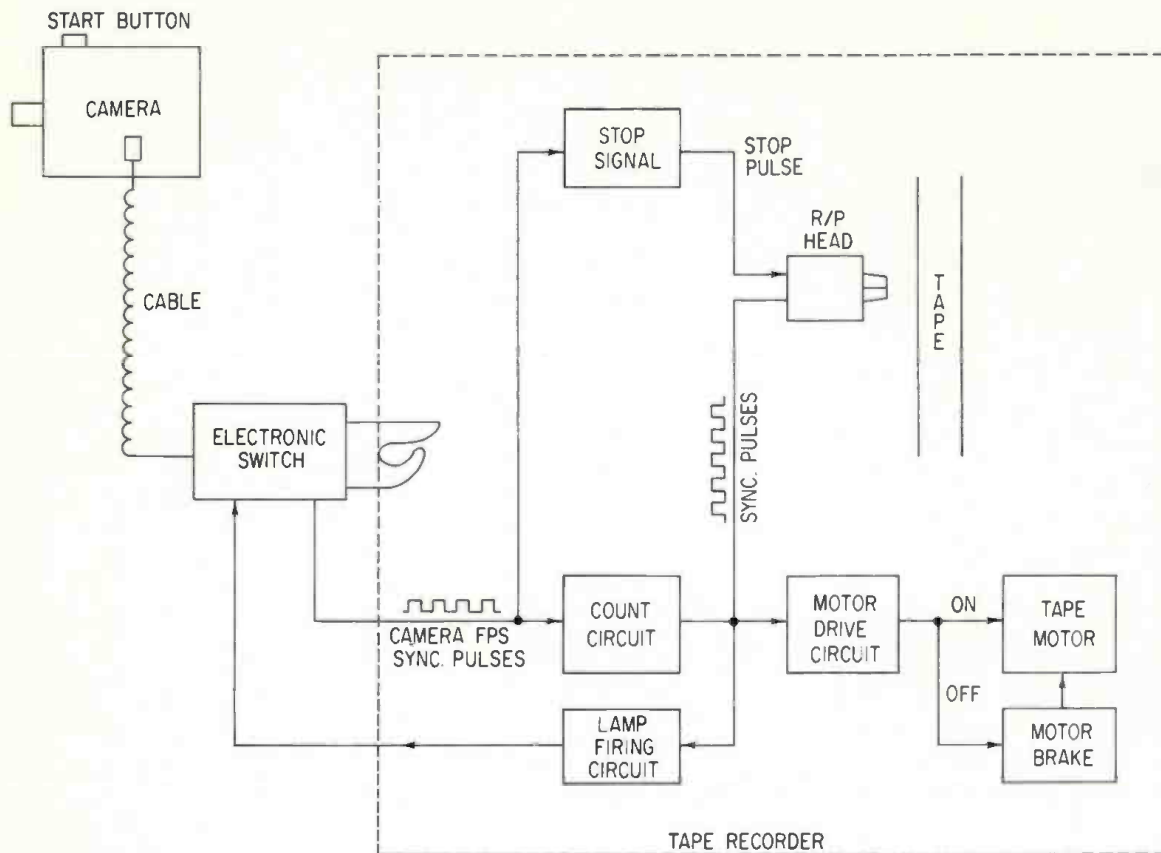 START BUTTON
CAMERA
CABLE
ELECTRONIC
SWITCH
STOP
SIGNAL
STOP
PULSE
R/P
HEAD
TAPE
SYNC. PULSES
CAMERA FPS
SYNC. PULSES
COUNT
CIRCUIT
MOTOR
DRIVE
CIRCUIT
ON
OFF
TAPE
MOTOR
MOTOR
BRAKE
LAMP
FIRING
CIRCUIT
TAPE RECORDER